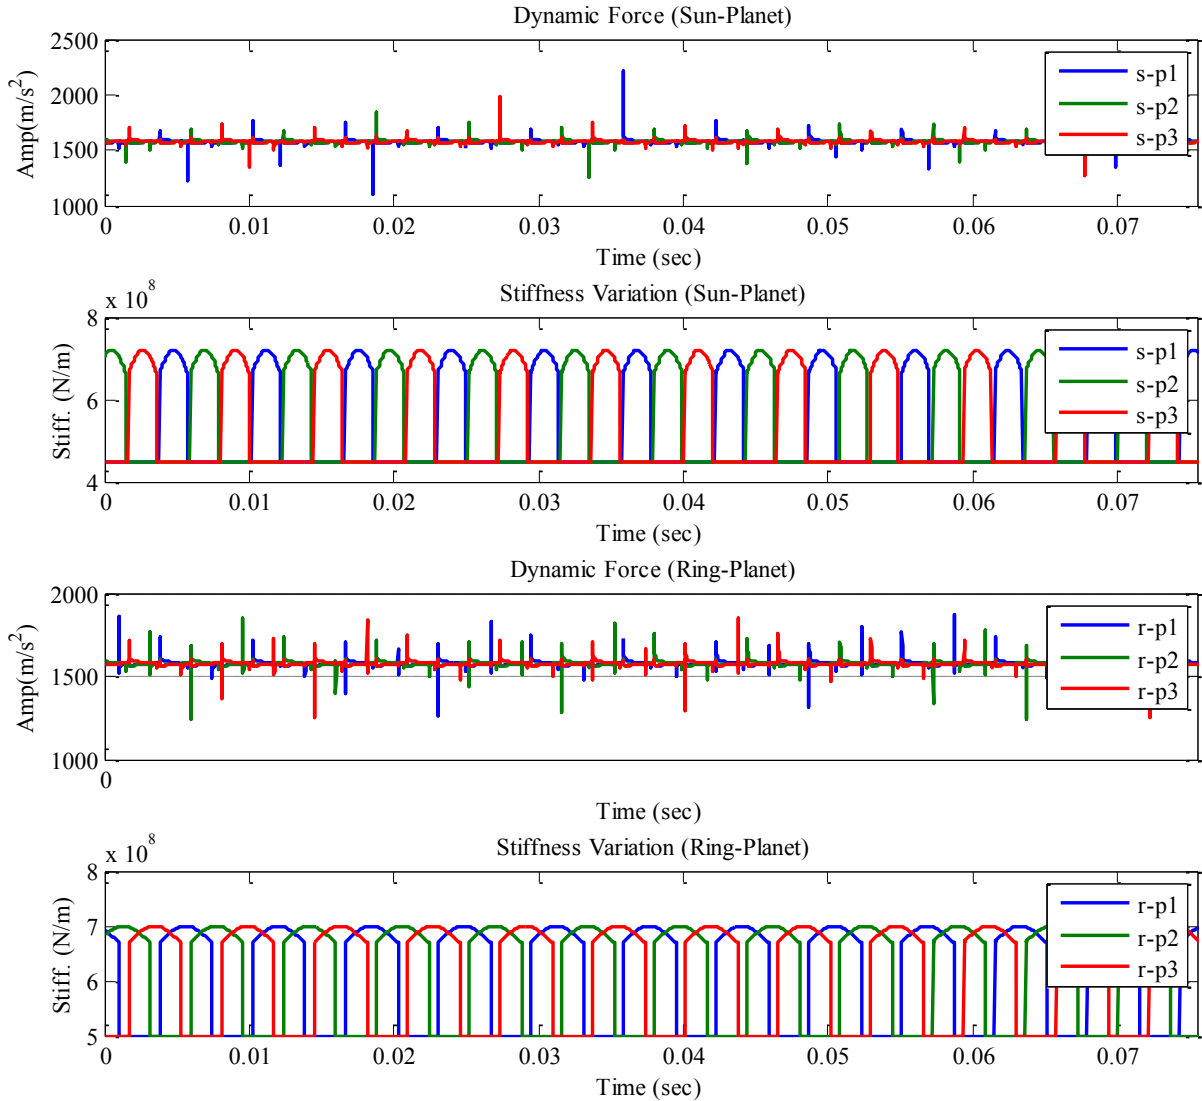 Dynamic Force (Sun-Planet)
Amp(m/s²)
2500
2000
1500
1000
s-p1
s-p2
s-p3
0 0.01 0.02 0.03 0.04 0.05 0.06 0.07
Time (sec)
Stiffness Variation (Sun-Planet)
x 10⁸
Stiff. (N/m)
8
6
4
s-p1
s-p2
s-p3
0 0.01 0.02 0.03 0.04 0.05 0.06 0.07
Time (sec)
Dynamic Force (Ring-Planet)
Amp(m/s²)
2000
1500
1000
r-p1
r-p2
r-p3
0
Time (sec)
Stiffness Variation (Ring-Planet)
x 10⁸
Stiff. (N/m)
8
7
6
5
r-p1
r-p2
r-p3
0 0.01 0.02 0.03 0.04 0.05 0.06 0.07
Time (sec)